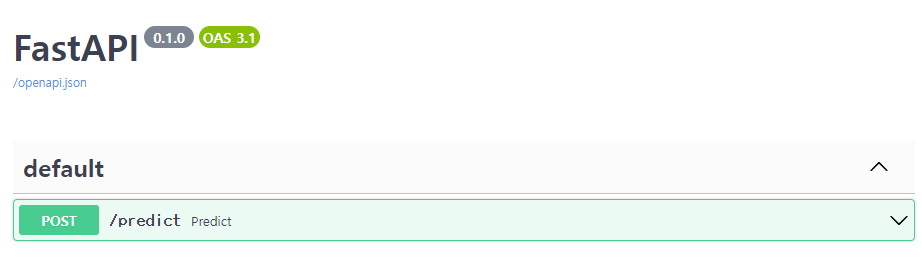 FastAPI 0.1.0 OAS 3.1
/openapi.json
default
POST /predict Predict